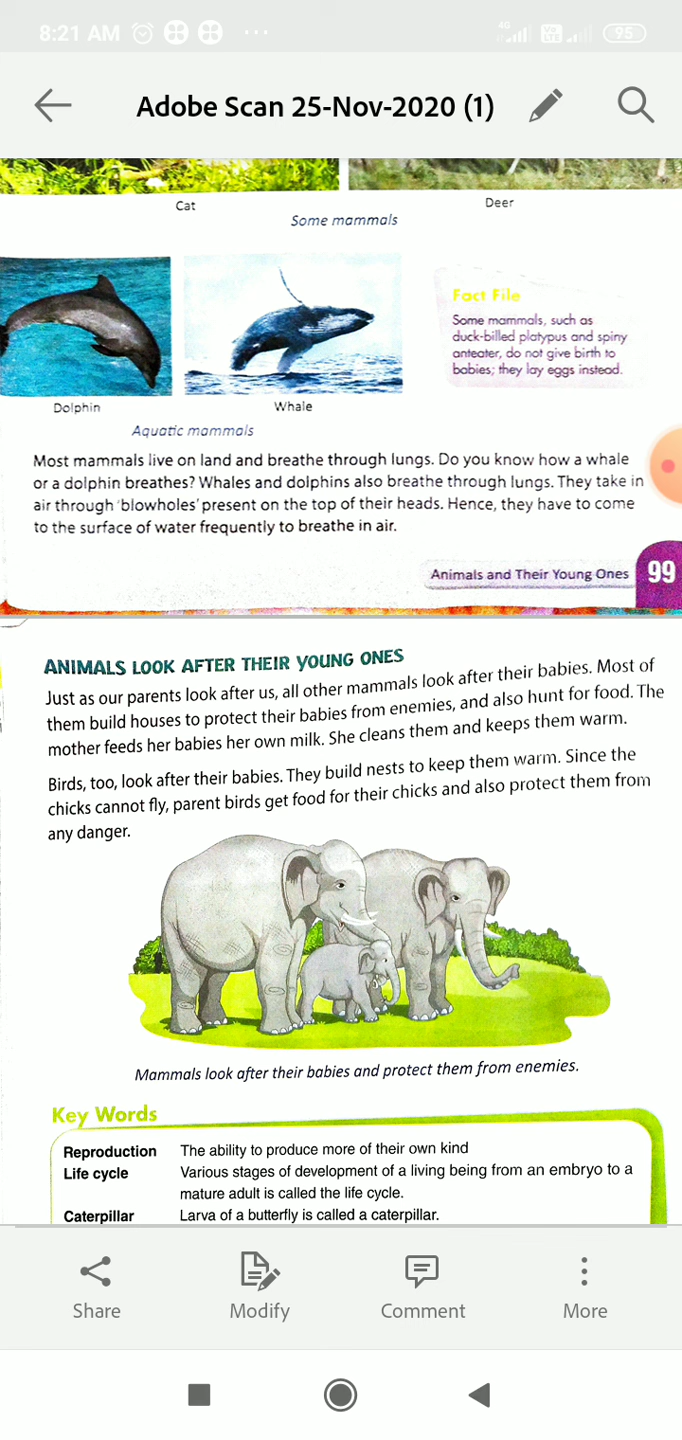 8:21 AM
4G
Vo
LTE
95
Adobe Scan 25-Nov-2020 (1)
Cat
Deer
Some mammals
Fact File
Some mammals, such as
duck-billed platypus and spiny
anteater, do not give birth to
babies; they lay eggs instead.
Dolphin
Whale
Aquatic mammals
Most mammals live on land and breathe through lungs. Do you know how a whale
or a dolphin breathes? Whales and dolphins also breathe through lungs. They take in
air through 'blowholes' present on the top of their heads. Hence, they have to come
to the surface of water frequently to breathe in air.
Animals and Their Young Ones 99
ANIMALS LOOK AFTER THEIR YOUNG ONES
Just as our parents look after us, all other mammals look after their babies. Most of
them build houses to protect their babies from enemies, and also hunt for food. The
mother feeds her babies her own milk. She cleans them and keeps them warm.
Birds, too, look after their babies. They build nests to keep them warm. Since the
chicks cannot fly, parent birds get food for their chicks and also protect them from
any danger.
Mammals look after their babies and protect them from enemies.
Key Words
Reproduction The ability to produce more of their own kind
Life cycle Various stages of development of a living being from an embryo to a
mature adult is called the life cycle.
Caterpillar Larva of a butterfly is called a caterpillar.
Share
Modify
Comment
More